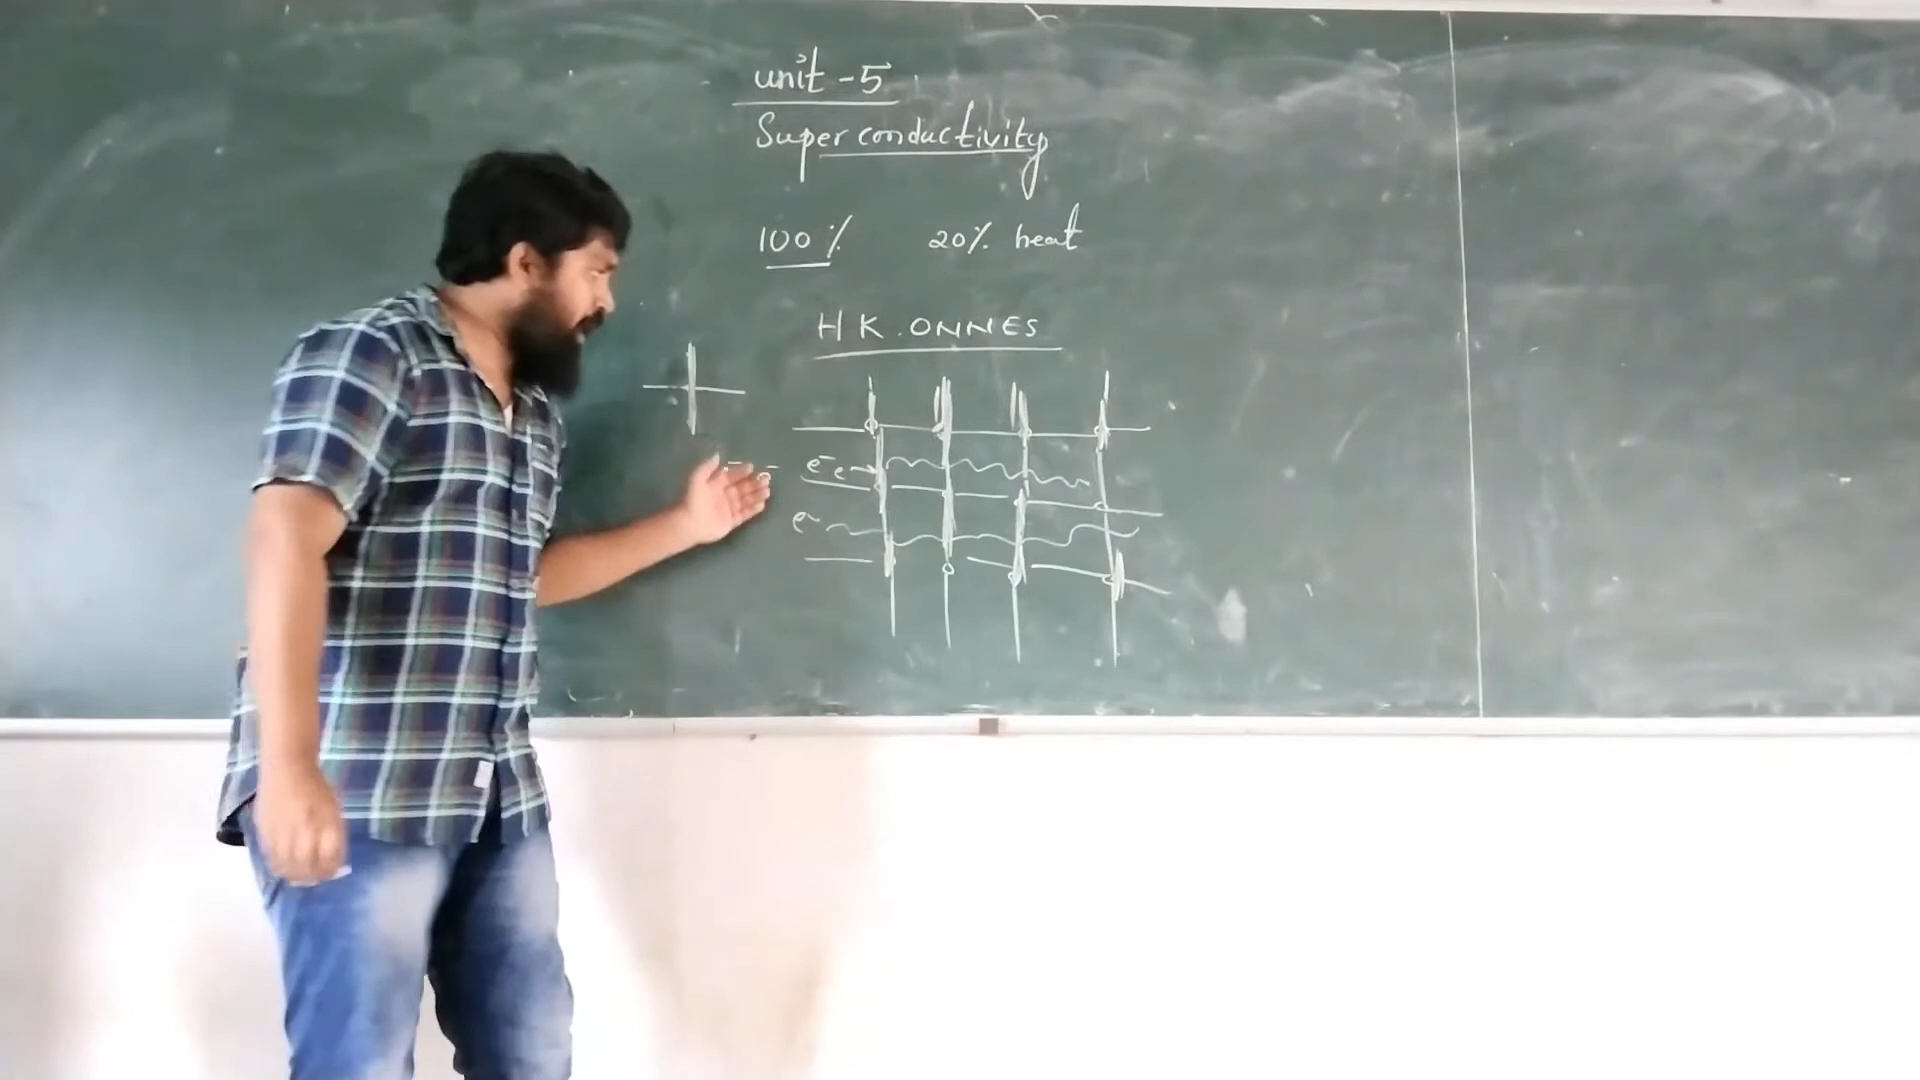 unit - 5
Superconductivity
100 % 20% heat
H K. ONNES
e⁻ e⁻
e⁻